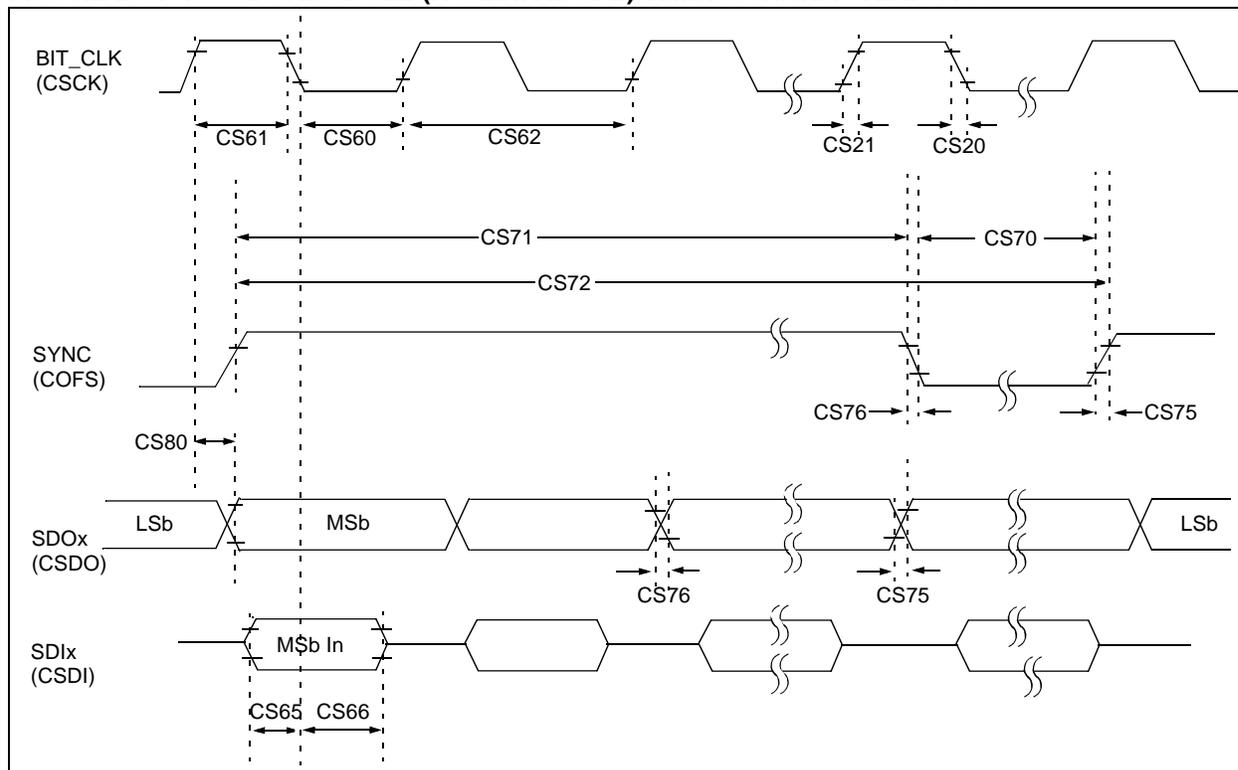 BIT_CLK
(CSCK)
CS61
CS60
CS62
CS21
CS20
CS71
CS70
CS72
SYNC
(COFS)
CS76
CS75
CS80
LSb
MSb
LSb
SDOx
(CSDO)
CS76
CS75
MSb In
SDIx
(CSDI)
CS65
CS66